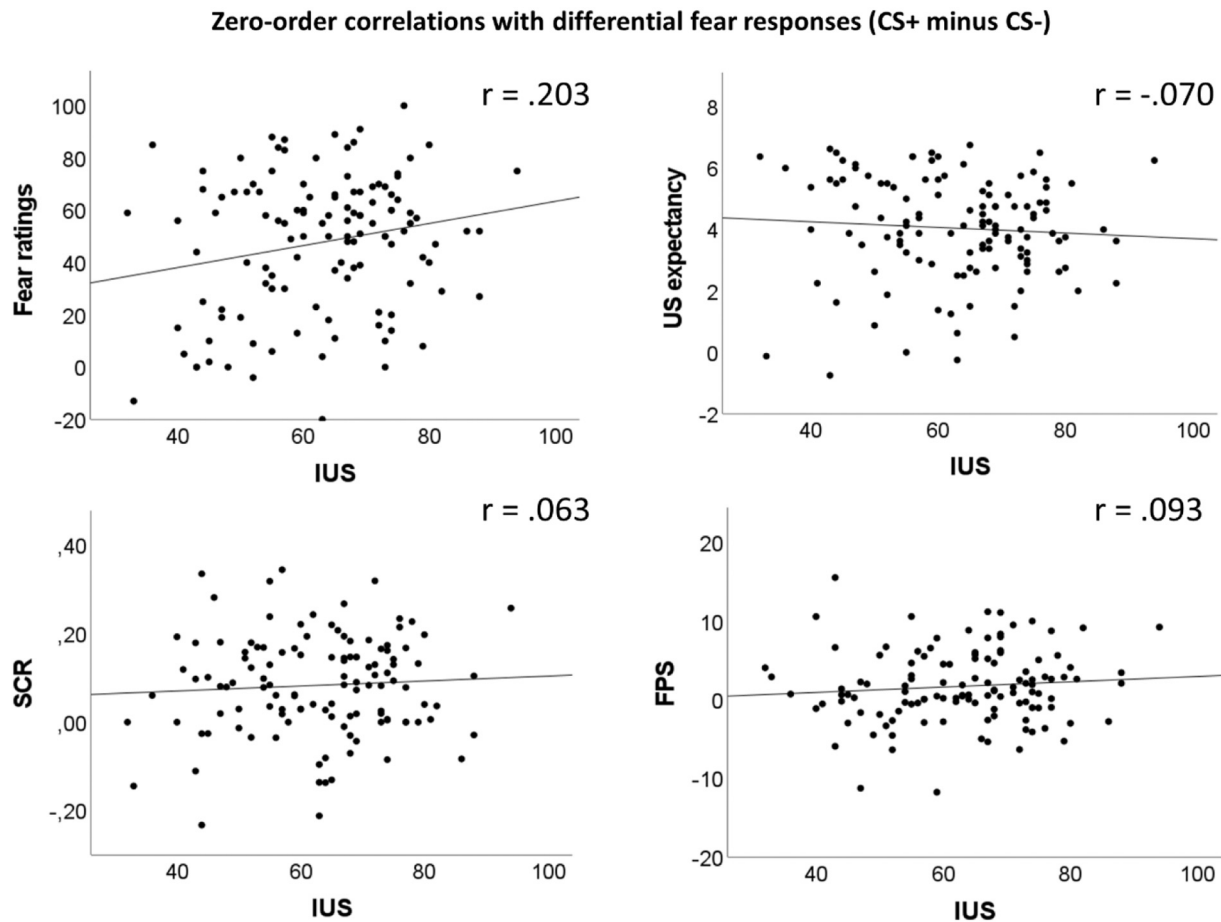 Zero-order correlations with differential fear responses (CS+ minus CS-)
r = .203
Fear ratings
100
80
60
40
20
0
-20
40
60
80
100
IUS
r = -.070
US expectancy
8
6
4
2
0
-2
40
60
80
100
IUS
r = .063
SCR
,40
,20
,00
-,20
40
60
80
100
IUS
r = .093
FPS
20
10
0
-10
-20
40
60
80
100
IUS